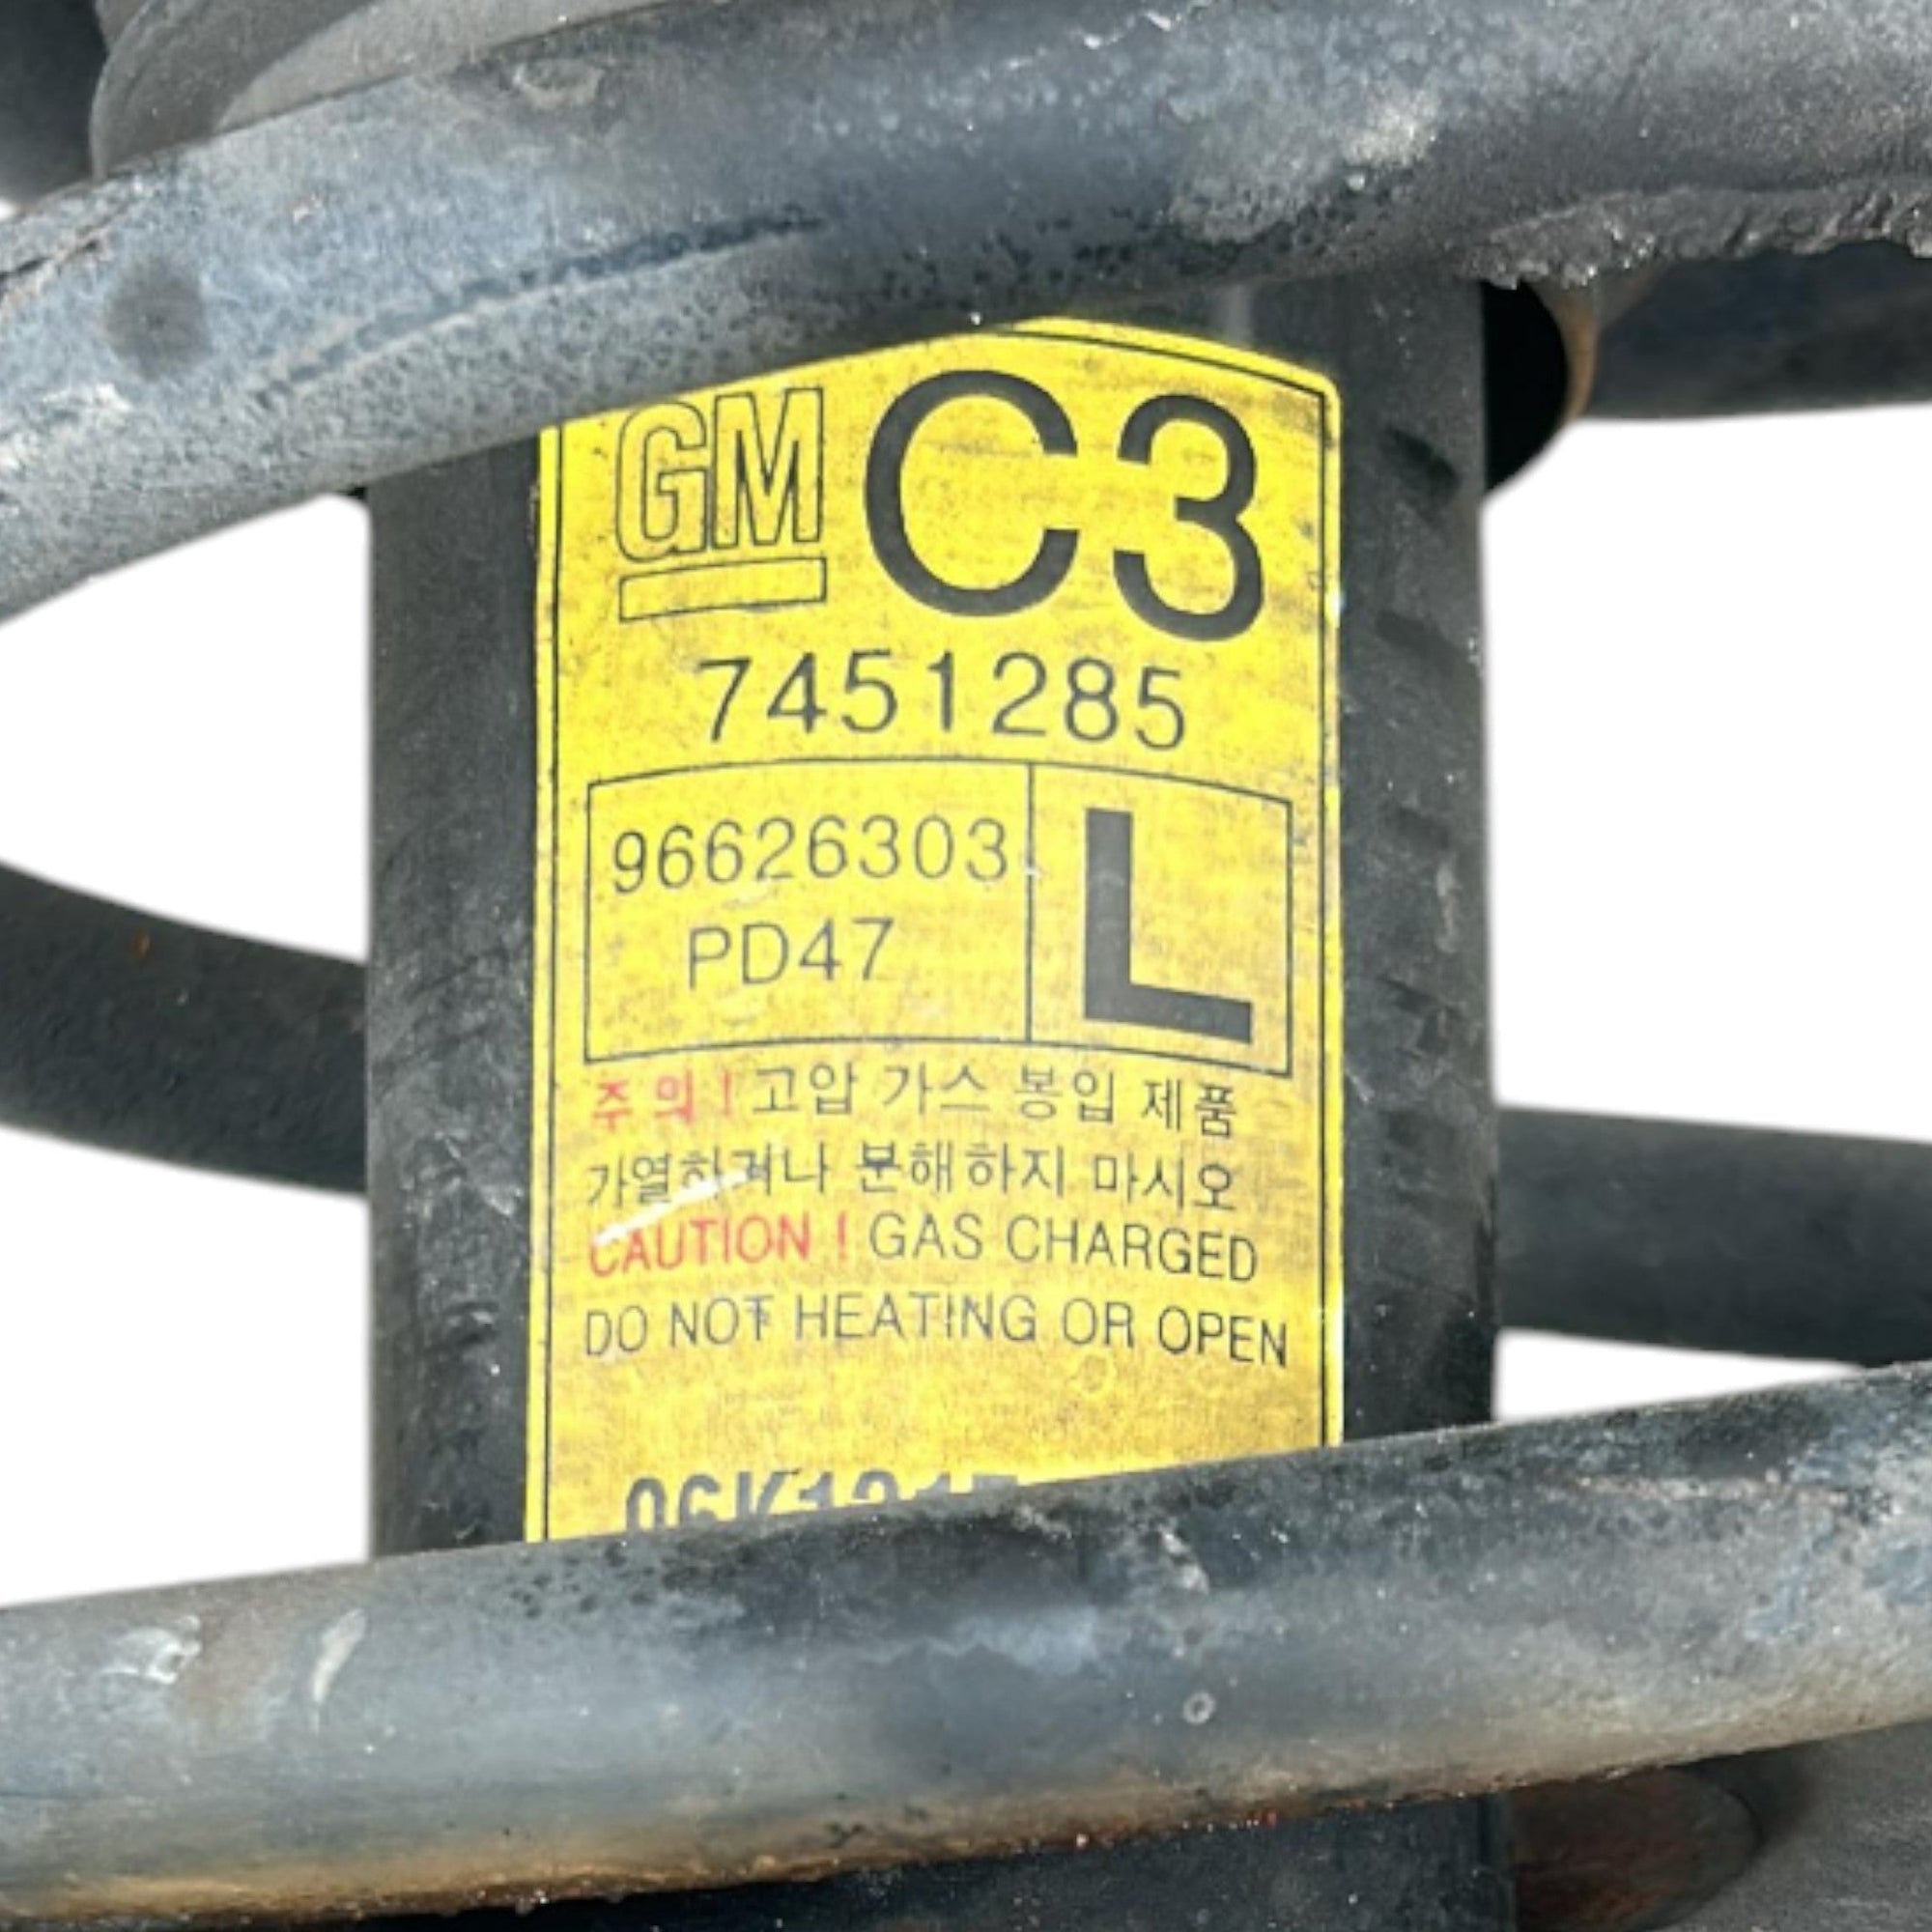 GM C3
7451285
96626303 L
PD47
주의! 고압 가스 봉입 제품
가열하거나 분해하지 마시오
CAUTION ! GAS CHARGED
DO NOT HEATING OR OPEN